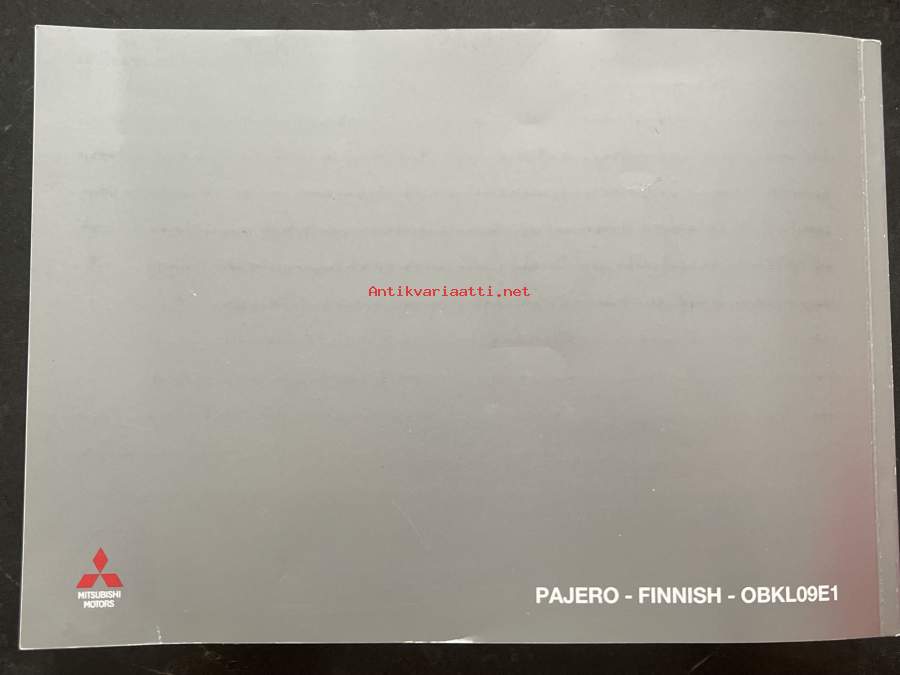 Antikvariaatti.net
MITSUBISHI
MOTORS
PAJERO - FINNISH - OBKL09E1